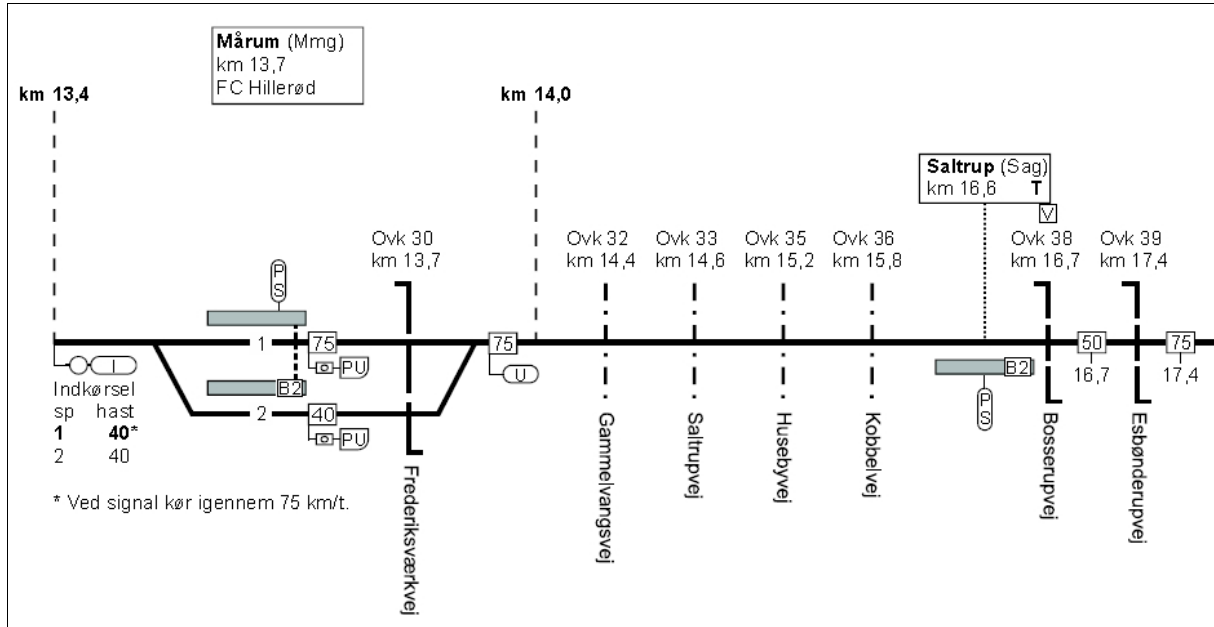 Mårum (Mmg)
km 13,7
FC Hillerød
km 13,4
km 14,0
Saltrup (Sag)
km 16,6 T
V
Ovk 30
km 13,7
Ovk 32
km 14,4
Ovk 33
km 14,6
Ovk 35
km 15,2
Ovk 36
km 15,8
Ovk 38
km 16,7
Ovk 39
km 17,4
P
S
1
75
75
50
75
I
PU
U
16,7
17,4
B2
B2
P
S
2
40
PU
Indkørsel
sp hast
1 40*
2 40
* Ved signal kør igennem 75 km/t.
Frederiksværkvej
Gammelvangsvej
Saltrupvej
Husebyvej
Kobbelvej
Bosserupvej
Esbønderupvej